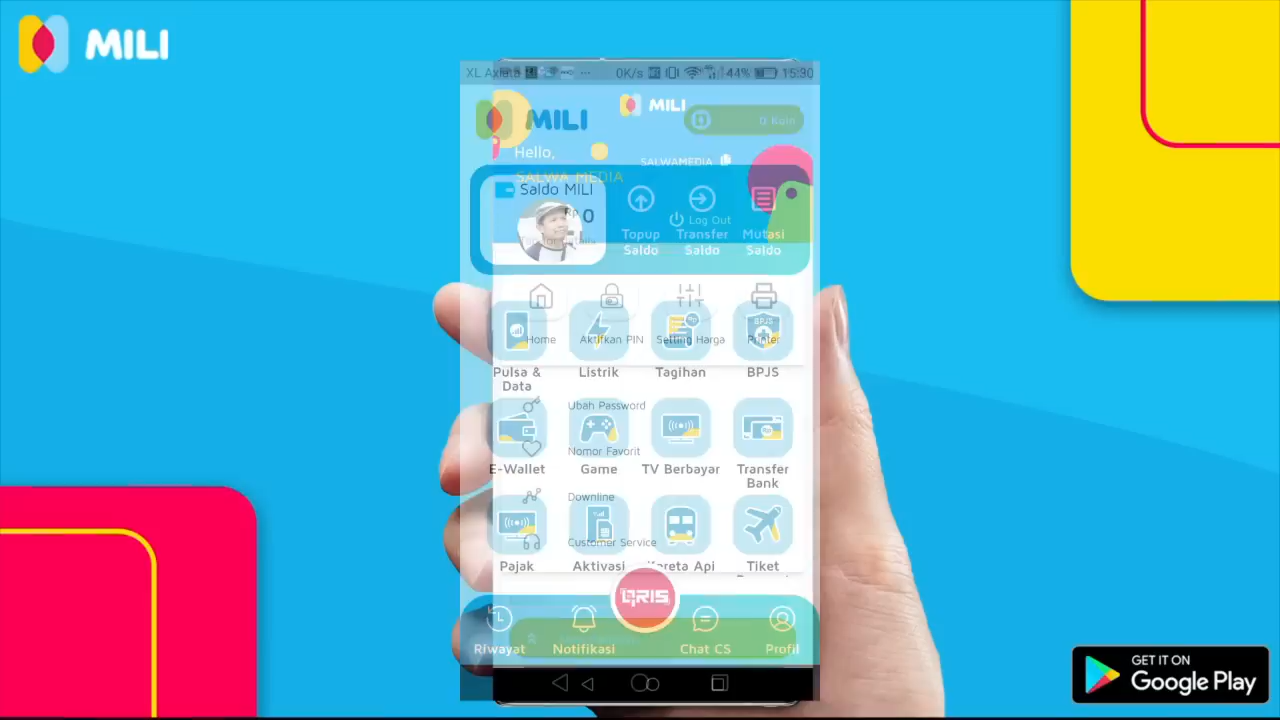 MILI
XL Axiata
0K/s
44%
15:30
MILI
MILI
0 Koin
Hello,
SALWAMEDIA
SALWA MEDIA
Saldo MILI
Rp 0
Log Out
Topup Saldo
Transfer Saldo
Mutasi Saldo
Home
Aktifkan PIN
Setting Harga
Printer
BPJS
Pulsa & Data
Listrik
Tagihan
BPJS
Ubah Password
Nomor Favorit
E-Wallet
Game
TV Berbayar
Transfer Bank
Downline
Customer Service
Pajak
Aktivasi
Kereta Api
Tiket
QRIS
Riwayat
Notifikasi
Chat CS
Profil
GET IT ON
Google Play